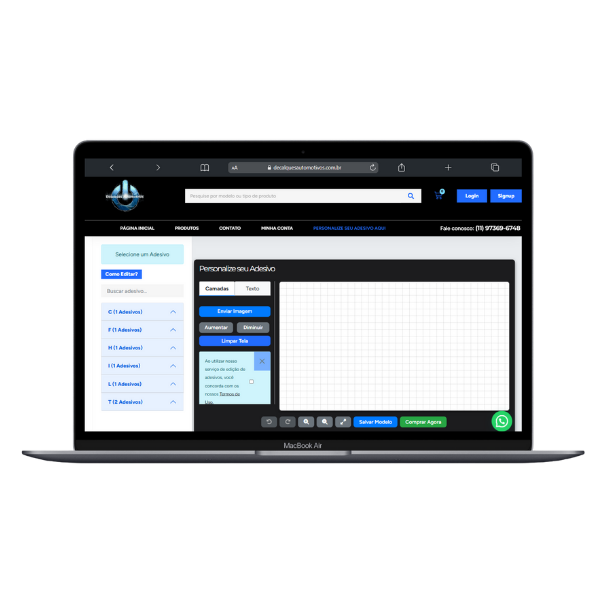 AA
decalquesautomotivos.com.br
Pesquise por modelo ou tipo de produto
0
Login
Signup
PÁGINA INICIAL
PRODUTOS
CONTATO
MINHA CONTA
PERSONALIZE SEU ADESIVO AQUI!
Fale conosco: (11) 97369-6748
Selecione um Adesivo
Como Editar?
Buscar adesivo...
C (1 Adesivos)
F (1 Adesivos)
H (1 Adesivos)
I (1 Adesivos)
L (1 Adesivos)
T (2 Adesivos)
Personalize seu Adesivo
Camadas
Texto
Enviar Imagem
Aumentar
Diminuir
Limpar Tela
Ao utilizar nosso
serviço de edição de
adesivos, você
concorda com os
nossos Termos de
Uso.
Salvar Modelo
Comprar Agora
MacBook Air